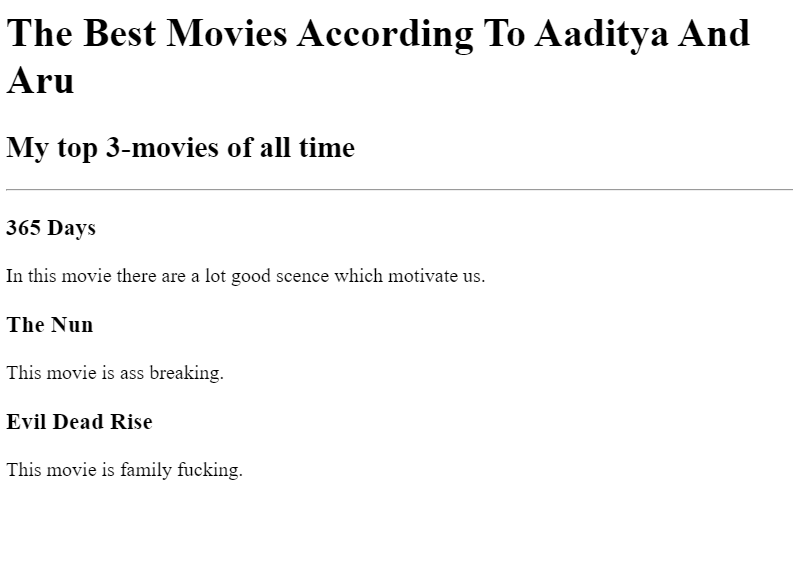 The Best Movies According To Aaditya And
Aru
My top 3-movies of all time
365 Days
In this movie there are a lot good scence which motivate us.
The Nun
This movie is ass breaking.
Evil Dead Rise
This movie is family fucking.